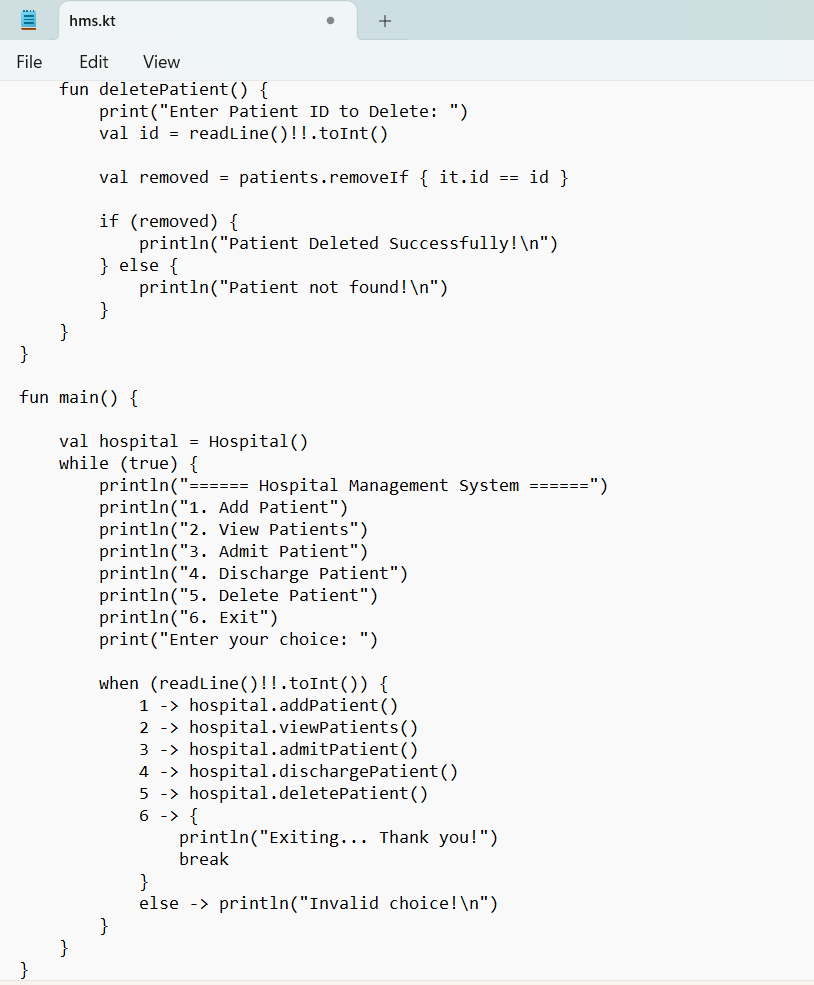 hms.kt
File Edit View
    fun deletePatient() {
        print("Enter Patient ID to Delete: ")
        val id = readLine()!!.toInt()

        val removed = patients.removeIf { it.id == id }

        if (removed) {
            println("Patient Deleted Successfully!\n")
        } else {
            println("Patient not found!\n")
        }
    }
}

fun main() {

    val hospital = Hospital()
    while (true) {
        println("====== Hospital Management System ======")
        println("1. Add Patient")
        println("2. View Patients")
        println("3. Admit Patient")
        println("4. Discharge Patient")
        println("5. Delete Patient")
        println("6. Exit")
        print("Enter your choice: ")

        when (readLine()!!.toInt()) {
            1 -> hospital.addPatient()
            2 -> hospital.viewPatients()
            3 -> hospital.admitPatient()
            4 -> hospital.dischargePatient()
            5 -> hospital.deletePatient()
            6 -> {
                println("Exiting... Thank you!")
                break
            }
            else -> println("Invalid choice!\n")
        }
    }
}